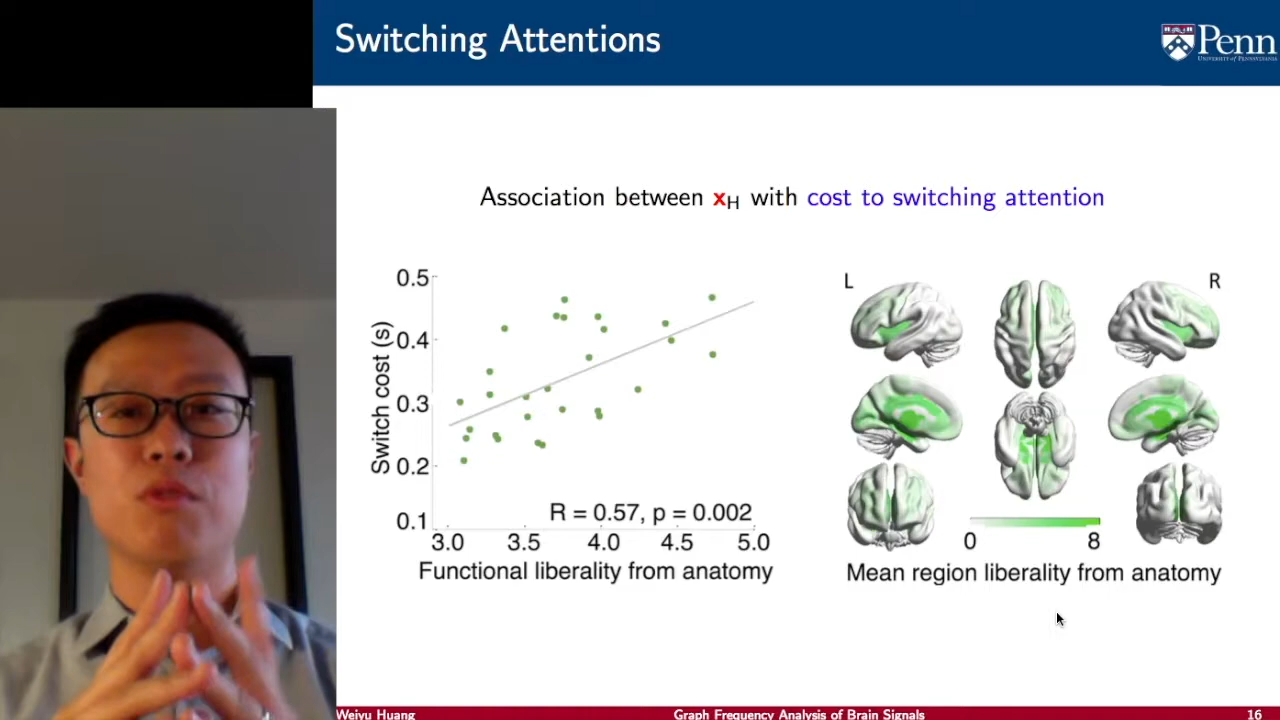 Switching Attentions
Penn
UNIVERSITY of PENNSYLVANIA
Association between xH with cost to switching attention
0.5
0.4
0.3
0.2
0.1
Switch cost (s)
R = 0.57, p = 0.002
3.0 3.5 4.0 4.5 5.0
Functional liberality from anatomy
L
R
0 8
Mean region liberality from anatomy
Weiyu Huang
Graph Frequency Analysis of Brain Signals
16